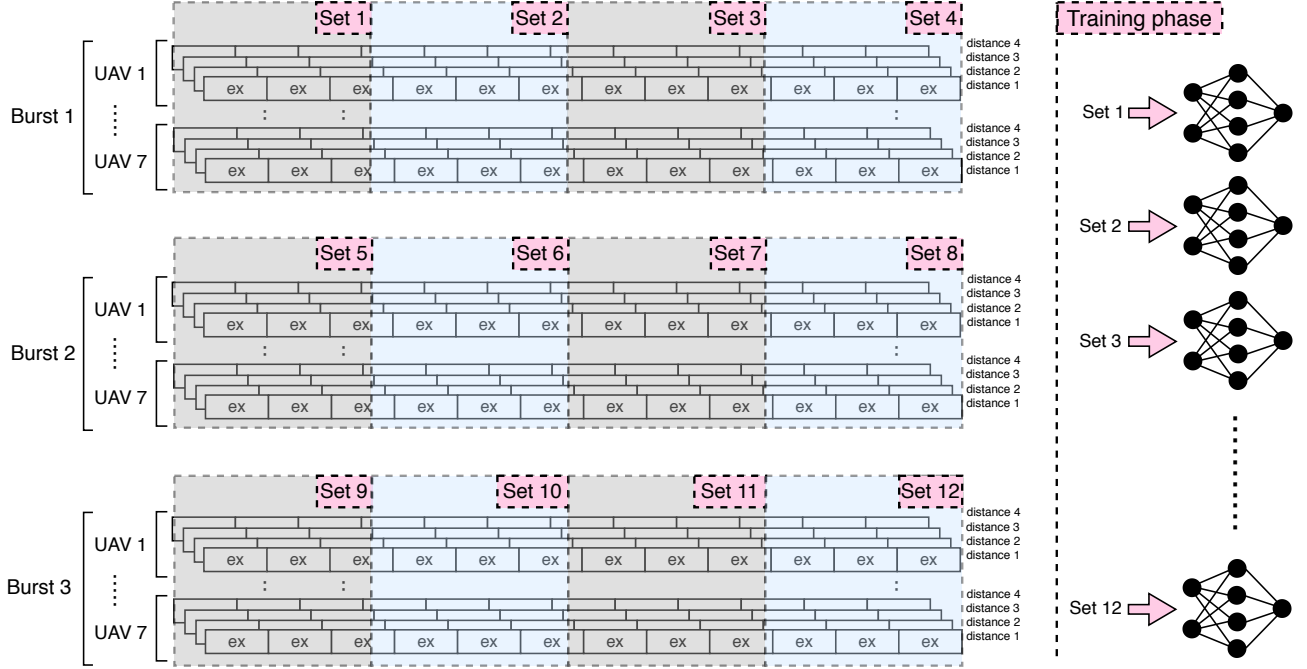 Set 1 Set 2 Set 3 Set 4
Burst 1
UAV 1
distance 4
distance 3
distance 2
distance 1
ex ex ex ex ex ex ex ex ex ex ex ex
: : :
UAV 7
distance 4
distance 3
distance 2
distance 1
ex ex ex ex ex ex ex ex ex ex ex ex
Set 5 Set 6 Set 7 Set 8
Burst 2
UAV 1
distance 4
distance 3
distance 2
distance 1
ex ex ex ex ex ex ex ex ex ex ex ex
: : :
UAV 7
distance 4
distance 3
distance 2
distance 1
ex ex ex ex ex ex ex ex ex ex ex ex
Set 9 Set 10 Set 11 Set 12
Burst 3
UAV 1
distance 4
distance 3
distance 2
distance 1
ex ex ex ex ex ex ex ex ex ex ex ex
: : :
UAV 7
distance 4
distance 3
distance 2
distance 1
ex ex ex ex ex ex ex ex ex ex ex ex
Training phase
Set 1
Set 2
Set 3
Set 12